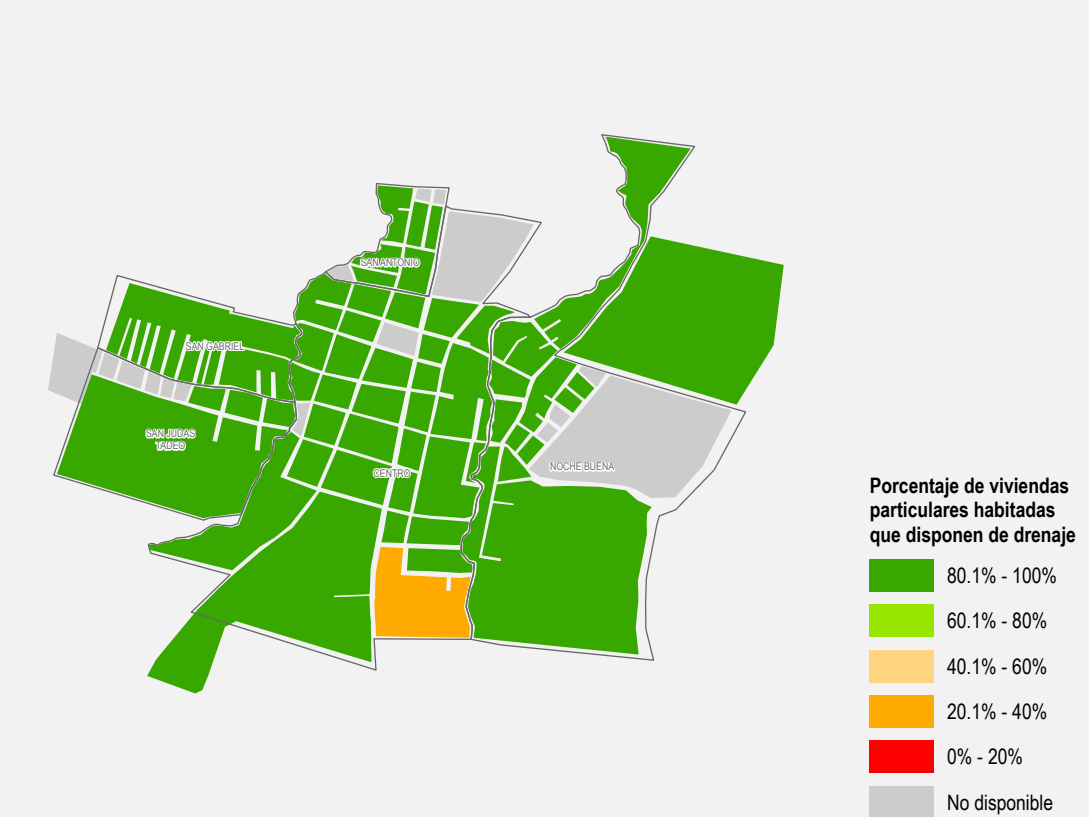 SAN ANTONIO
SAN GABRIEL
SAN JUDAS
TADEO
CENTRO
NOCHE BUENA
Porcentaje de viviendas
particulares habitadas
que disponen de drenaje
80.1% - 100%
60.1% - 80%
40.1% - 60%
20.1% - 40%
0% - 20%
No disponible